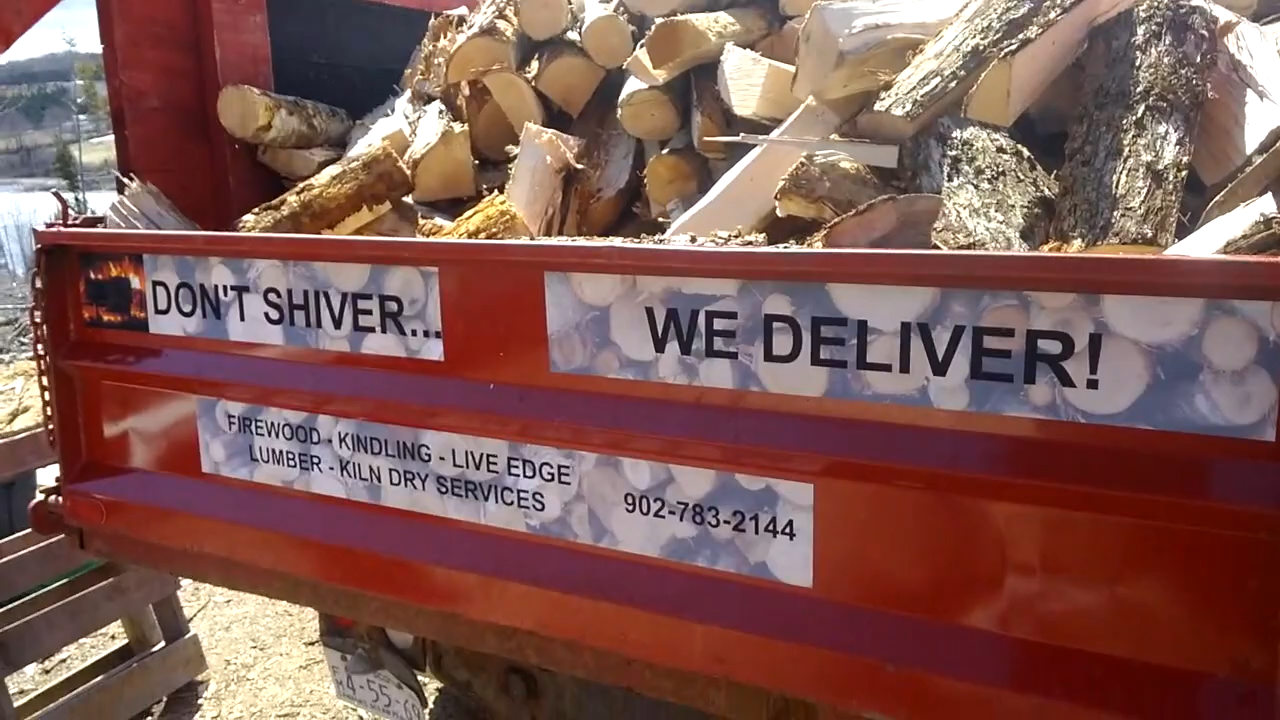 DON'T SHIVER...
WE DELIVER!
FIREWOOD - KINDLING - LIVE EDGE
LUMBER - KILN DRY SERVICES
902-783-2144